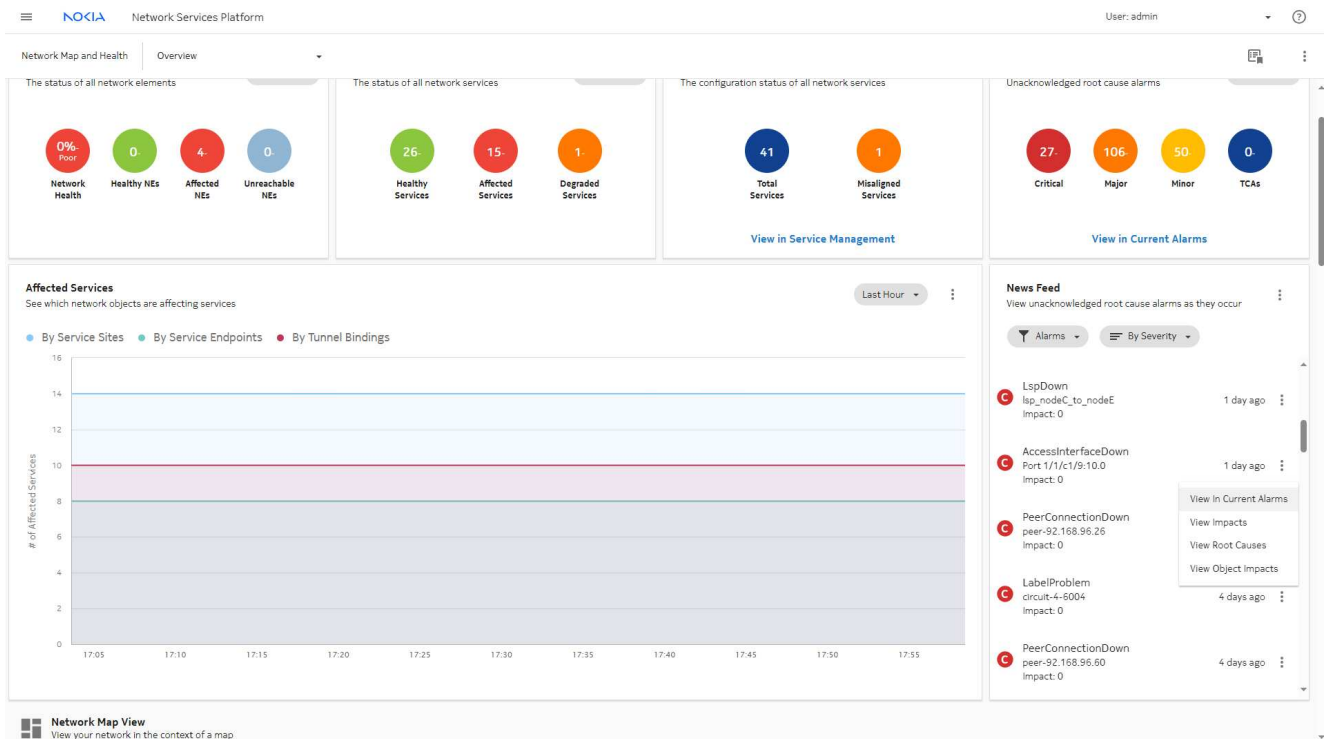 NOKIA Network Services Platform
User: admin
Network Map and Health
Overview
The status of all network elements
0%-
Poor
Network
Health
0-
Healthy NEs
4-
Affected
NEs
0-
Unreachable
NEs
The status of all network services
26-
Healthy
Services
15-
Affected
Services
1-
Degraded
Services
The configuration status of all network services
41
Total
Services
1
Misaligned
Services
View in Service Management
Unacknowledged root cause alarms
27-
Critical
106-
Major
50-
Minor
0-
TCAs
View in Current Alarms
Affected Services
See which network objects are affecting services
Last Hour
By Service Sites
By Service Endpoints
By Tunnel Bindings
# of Affected Services
16
14
12
10
8
6
4
2
0
17:05
17:10
17:15
17:20
17:25
17:30
17:35
17:40
17:45
17:50
17:55
News Feed
View unacknowledged root cause alarms as they occur
Alarms
By Severity
C
LspDown
lsp_nodeC_to_nodeE
Impact: 0
1 day ago
C
AccessInterfaceDown
Port 1/1/c1/9:10.0
Impact: 0
1 day ago
View In Current Alarms
View Impacts
View Root Causes
View Object Impacts
C
PeerConnectionDown
peer-92.168.96.26
Impact: 0
C
LabelProblem
circuit-4-6004
Impact: 0
4 days ago
C
PeerConnectionDown
peer-92.168.96.60
Impact: 0
4 days ago
Network Map View
View your network in the context of a map